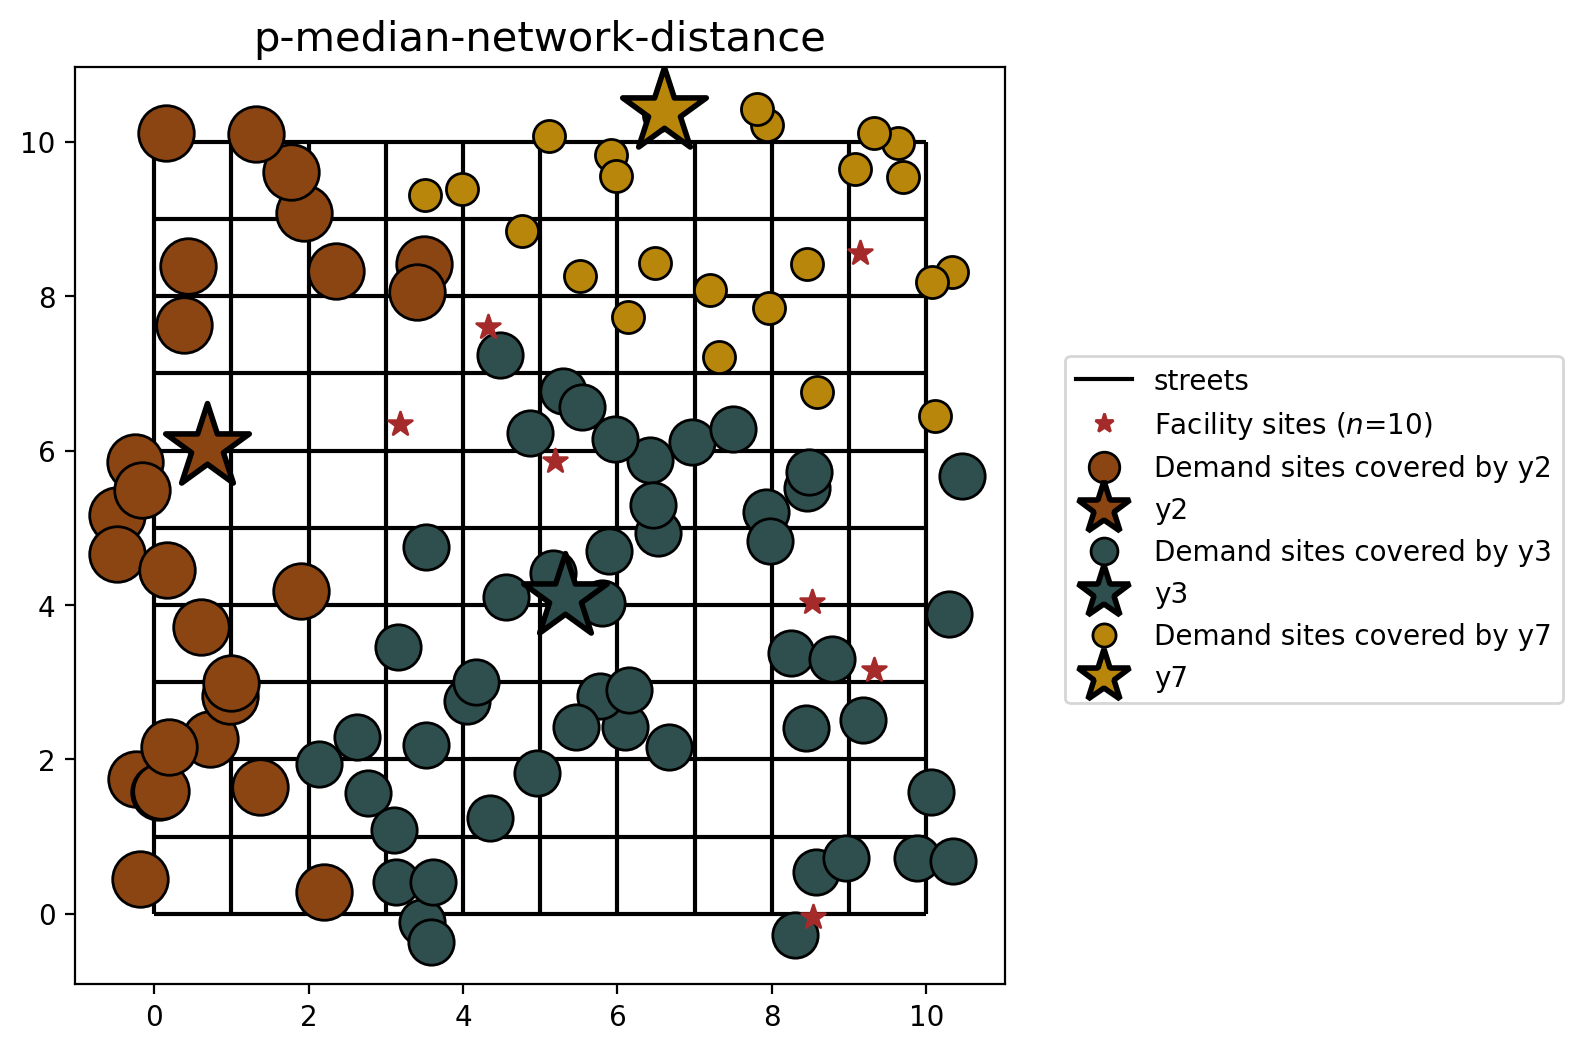 p-median-network-distance
10
8
6
4
2
0
0 2 4 6 8 10
streets
Facility sites (n=10)
Demand sites covered by y2
y2
Demand sites covered by y3
y3
Demand sites covered by y7
y7